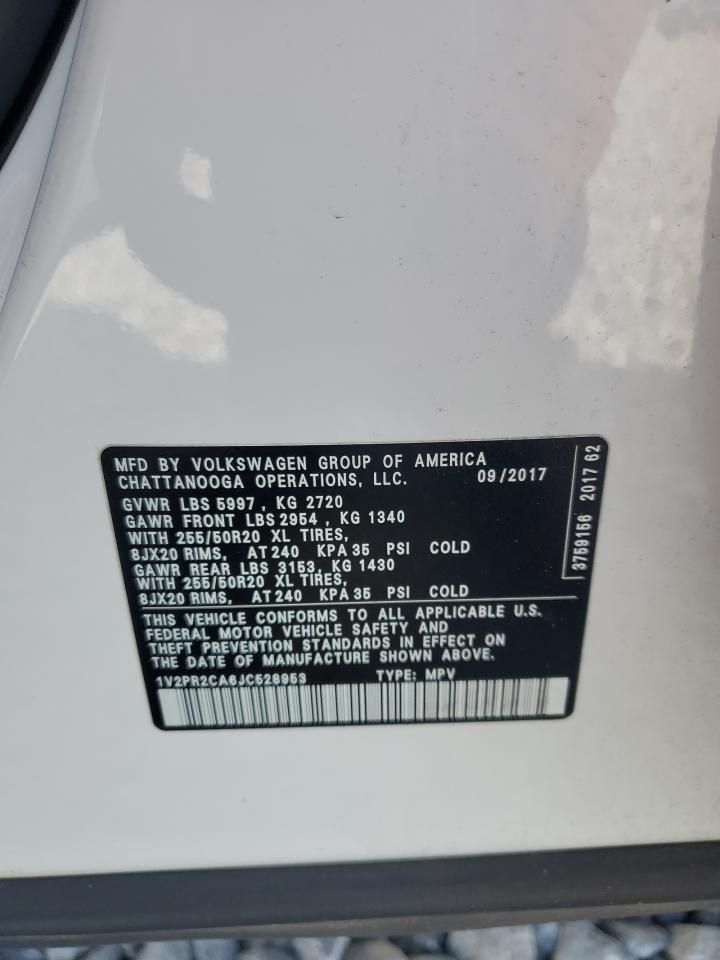 MFD BY VOLKSWAGEN GROUP OF AMERICA
CHATTANOOGA OPERATIONS, LLC. 09/2017
GVWR LBS 5997 , KG 2720
GAWR FRONT LBS 2954 , KG 1340
WITH 255/50R20 XL TIRES,
8JX20 RIMS, AT 240 KPA 35 PSI COLD
GAWR REAR LBS 3153, KG 1430
WITH 255/50R20 XL TIRES,
8JX20 RIMS, AT 240 KPA 35 PSI COLD
THIS VEHICLE CONFORMS TO ALL APPLICABLE U.S.
FEDERAL MOTOR VEHICLE SAFETY AND
THEFT PREVENTION STANDARDS IN EFFECT ON
THE DATE OF MANUFACTURE SHOWN ABOVE.
1V2PR2CA6JC528953 TYPE: MPV
3759156 2017 62